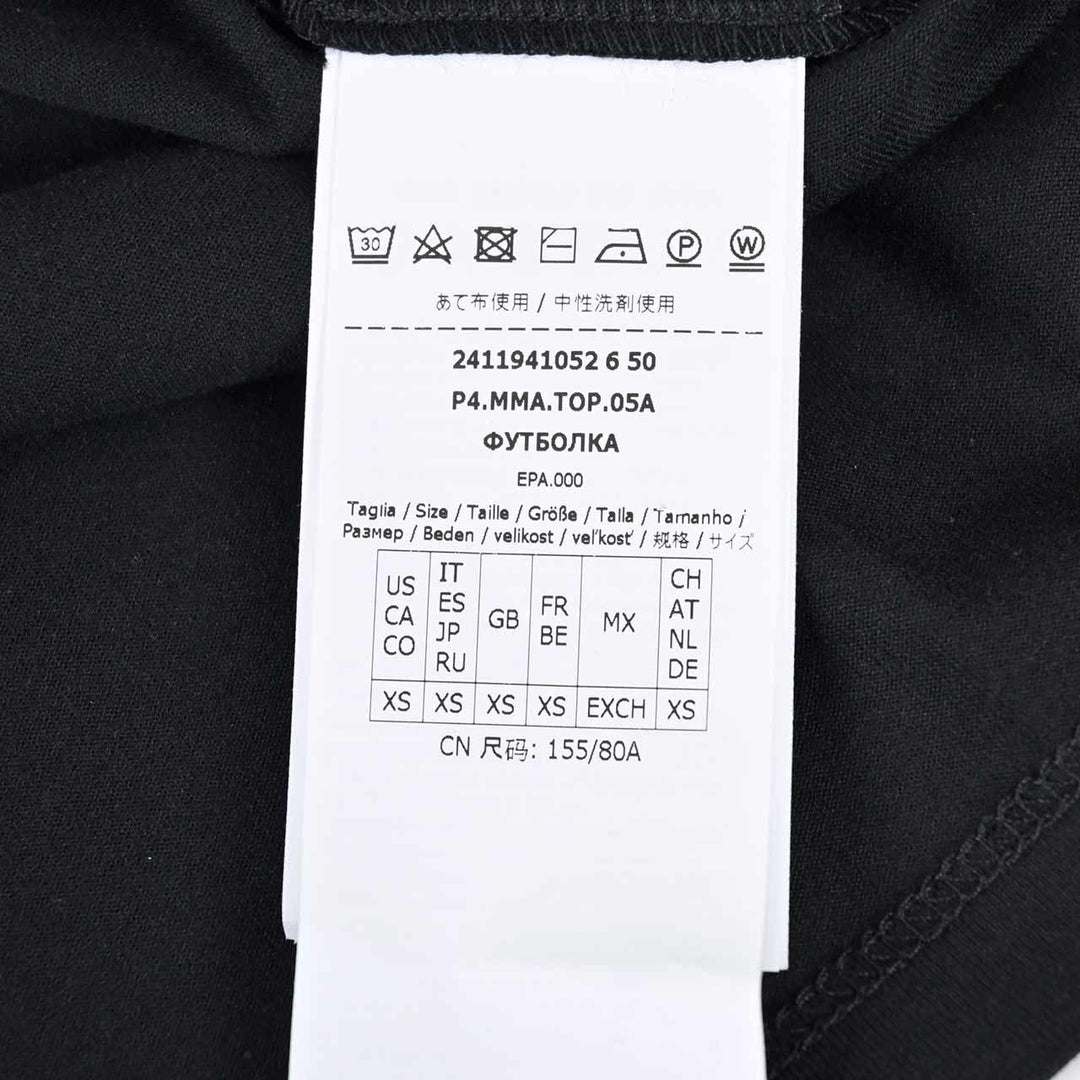 30 P W
あて布使用 / 中性洗剤使用
2411941052 6 50
P4.MMA.TOP.05A
ФУТБОЛКА
EPA.000
Taglia / Size / Taille / Größe / Talla / Tamanho /
Размер / Beden / velikost / veľkosť / 规格 / サイズ
US CA CO IT ES JP RU GB FR BE MX CH AT NL DE
XS XS XS XS EXCH XS
CN 尺码: 155/80A